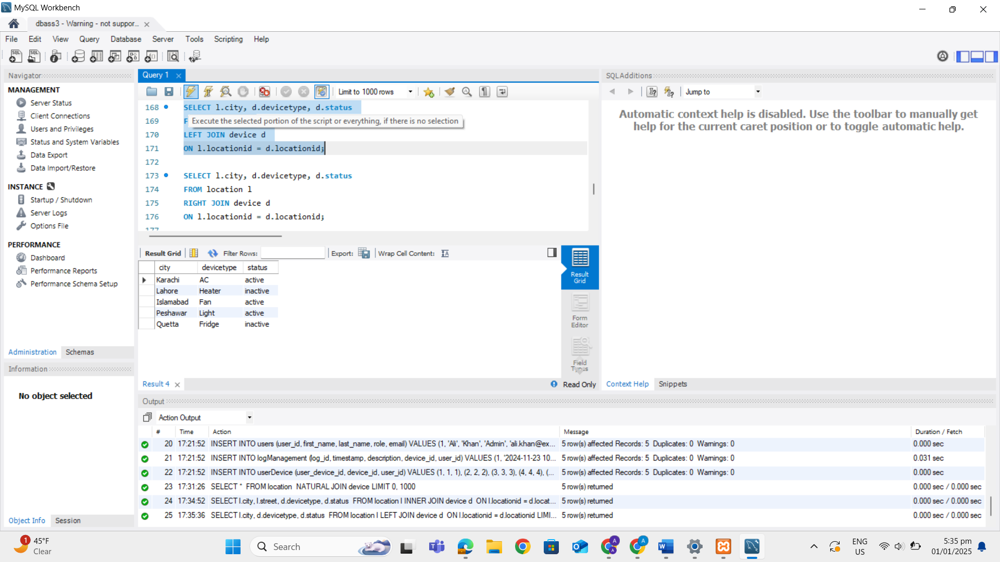 MySQL Workbench
dbass3 - Warning - not suppor...
File Edit View Query Database Server Tools Scripting Help
Navigator
MANAGEMENT
Server Status
Client Connections
Users and Privileges
Status and System Variables
Data Export
Data Import/Restore
INSTANCE
Startup / Shutdown
Server Logs
Options File
PERFORMANCE
Dashboard
Performance Reports
Performance Schema Setup
Administration Schemas
Information
No object selected
Object Info Session
Query 1
Limit to 1000 rows
168 SELECT l.city, d.devicetype, d.status
169 F
Execute the selected portion of the script or everything, if there is no selection
170 LEFT JOIN device d
171 ON l.locationid = d.locationid;
172
173 SELECT l.city, d.devicetype, d.status
174 FROM location l
175 RIGHT JOIN device d
176 ON l.locationid = d.locationid;
177
Result Grid Filter Rows: Export: Wrap Cell Content:
city devicetype status
Karachi AC active
Lahore Heater inactive
Islamabad Fan active
Peshawar Light active
Quetta Fridge inactive
Result Grid
Form Editor
Field Types
Result 4
Read Only
SQLAdditions
Jump to
Automatic context help is disabled. Use the toolbar to manually get
help for the current caret position or to toggle automatic help.
Context Help Snippets
Output
Action Output
# Time Action Message Duration / Fetch
20 17:21:52 INSERT INTO users (user_id, first_name, last_name, role, email) VALUES (1, 'Ali', 'Khan', 'Admin', 'ali.khan@ex... 5 row(s) affected Records: 5 Duplicates: 0 Warnings: 0 0.000 sec
21 17:21:52 INSERT INTO logManagement (log_id, timestamp, description, device_id, user_id) VALUES (1, '2024-11-23 10... 5 row(s) affected Records: 5 Duplicates: 0 Warnings: 0 0.031 sec
22 17:21:52 INSERT INTO userDevice (user_device_id, device_id, user_id) VALUES (1, 1, 1), (2, 2, 2), (3, 3, 3), (4, 4, 4), (... 5 row(s) affected Records: 5 Duplicates: 0 Warnings: 0 0.000 sec
23 17:31:26 SELECT * FROM location NATURAL JOIN device LIMIT 0, 1000 5 row(s) returned 0.000 sec / 0.000 sec
24 17:34:52 SELECT l.city, l.street, d.devicetype, d.status FROM location l INNER JOIN device d ON l.locationid = d.locat... 5 row(s) returned 0.000 sec / 0.000 sec
25 17:35:36 SELECT l.city, d.devicetype, d.status FROM location l LEFT JOIN device d ON l.locationid = d.locationid LIMI... 5 row(s) returned 0.000 sec / 0.000 sec
1
45°F
Clear
Search
ENG
US
5:35 pm
01/01/2025